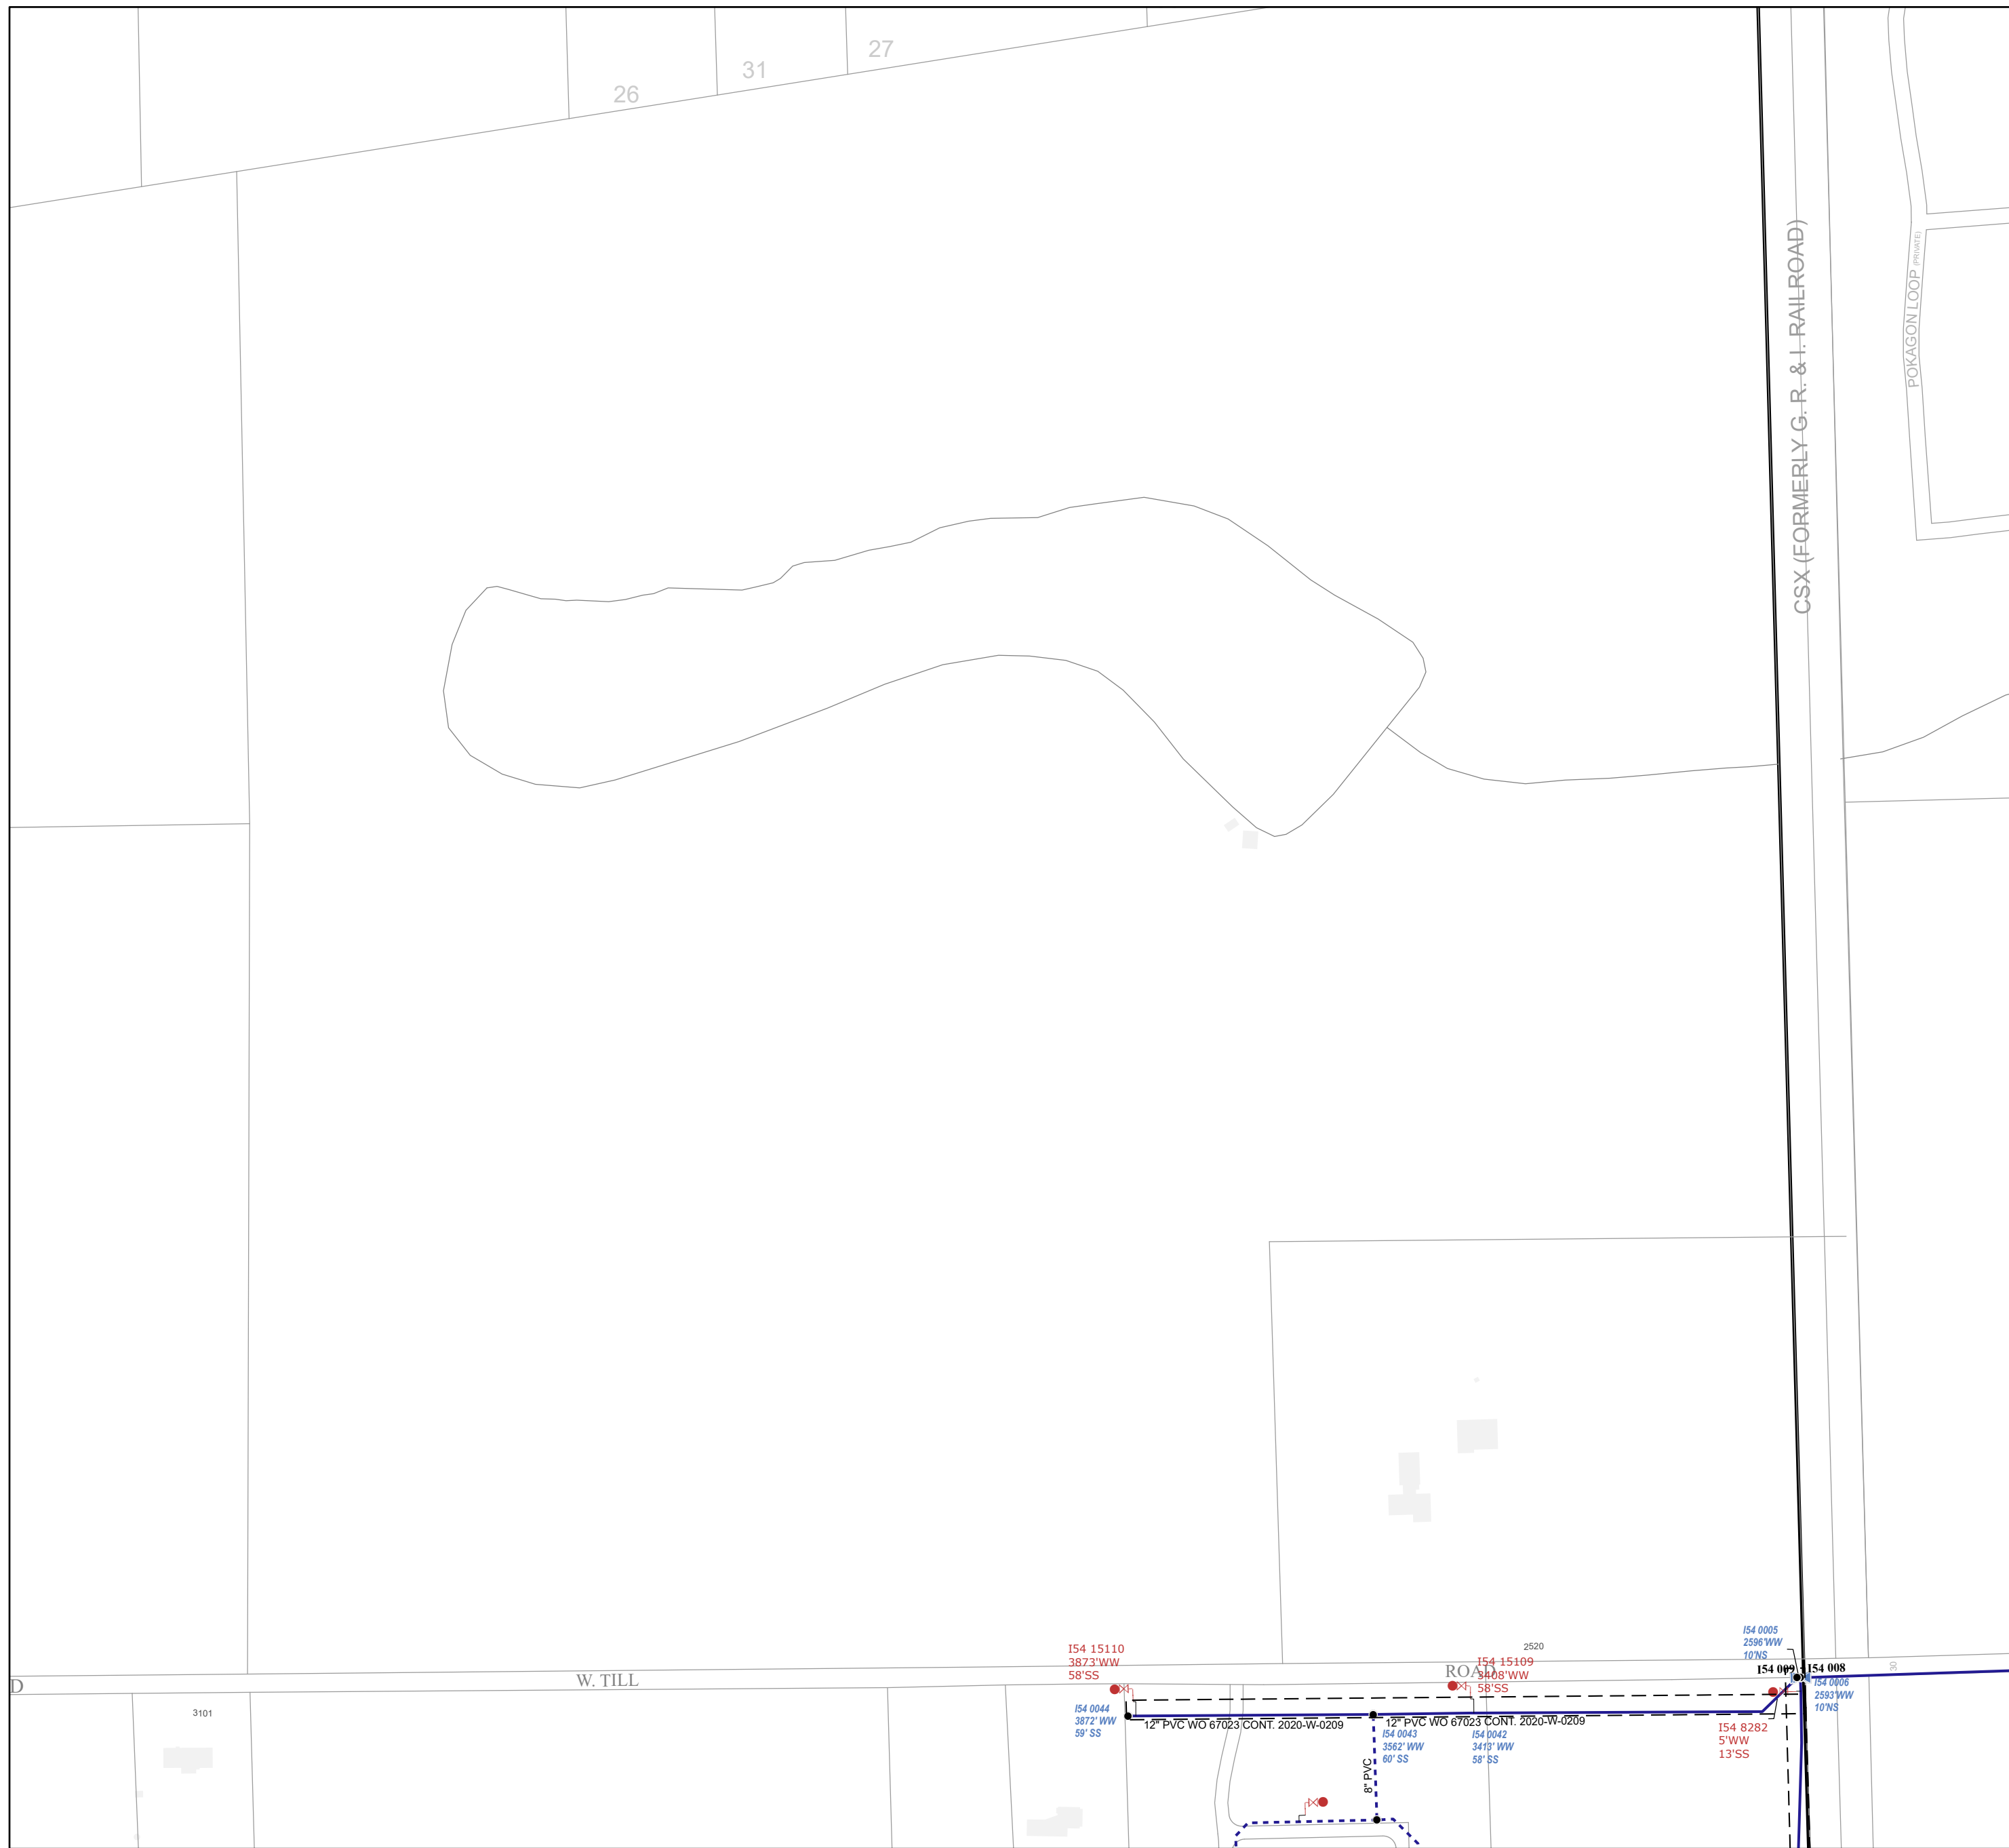 27
31
26
CSX (FORMERLY G. R. & I. RAILROAD)
POKAGON LOOP (PRIVATE)
I54 0005
2596'WW
10'NS
2520
I54 15110
3873'WW
58'SS
I54 15109
3408'WW
58'SS
D
W. TILL
ROAD
I54 009
I54 008
30
I54 0006
2593'WW
10'NS
3101
I54 0044
3872' WW
59' SS
12" PVC WO 67023 CONT. 2020-W-0209
12" PVC WO 67023 CONT. 2020-W-0209
I54 0043
3562' WW
60' SS
I54 0042
3413' WW
58' SS
I54 8282
5'WW
13'SS
8" PVC